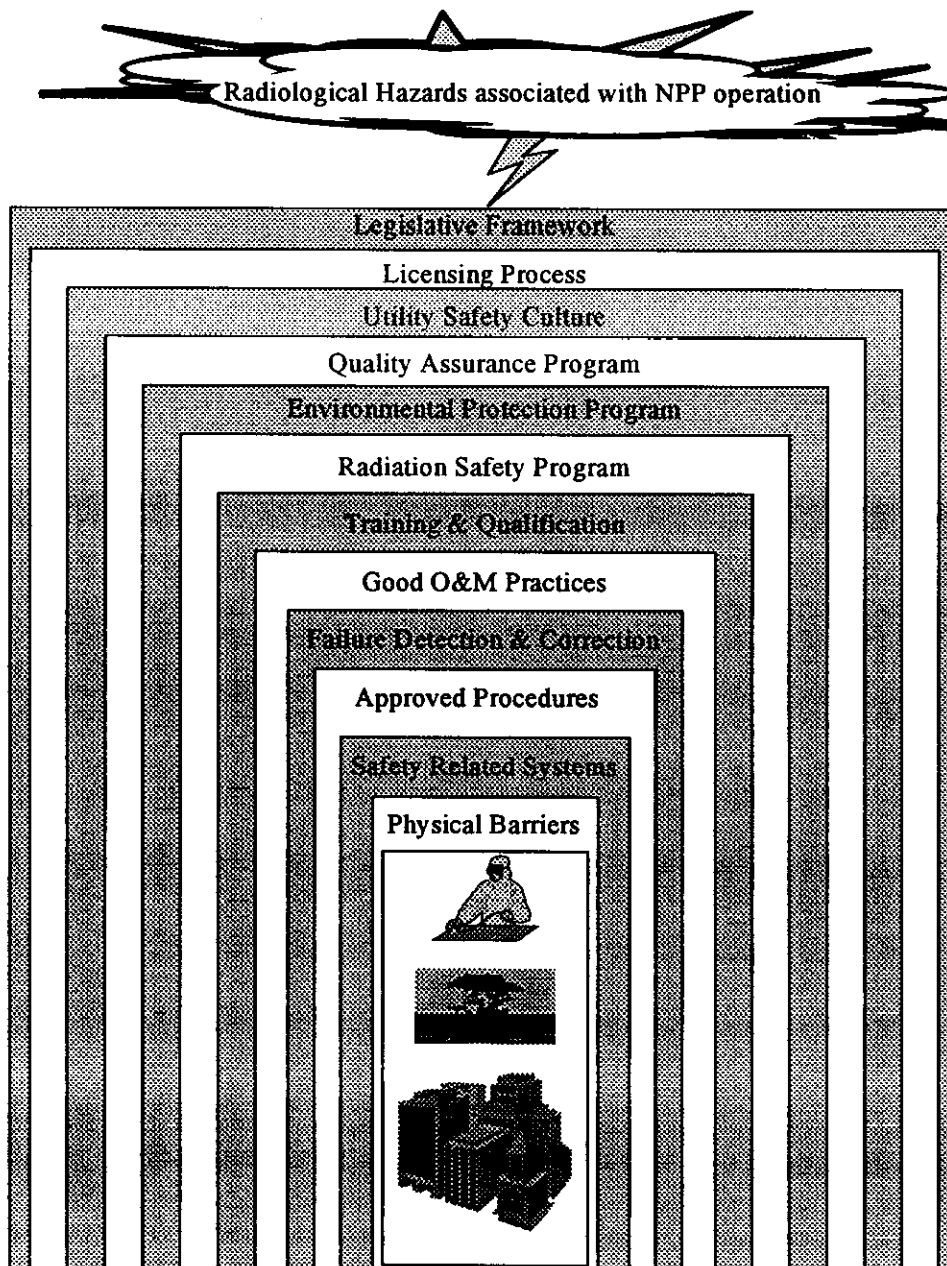 Radiological Hazards associated with NPP operation
Legislative Framework
Licensing Process
Utility Safety Culture
Quality Assurance Program
Environmental Protection Program
Radiation Safety Program
Training & Qualification
Good O&M Practices
Failure Detection & Correction
Approved Procedures
Safety Related Systems
Physical Barriers